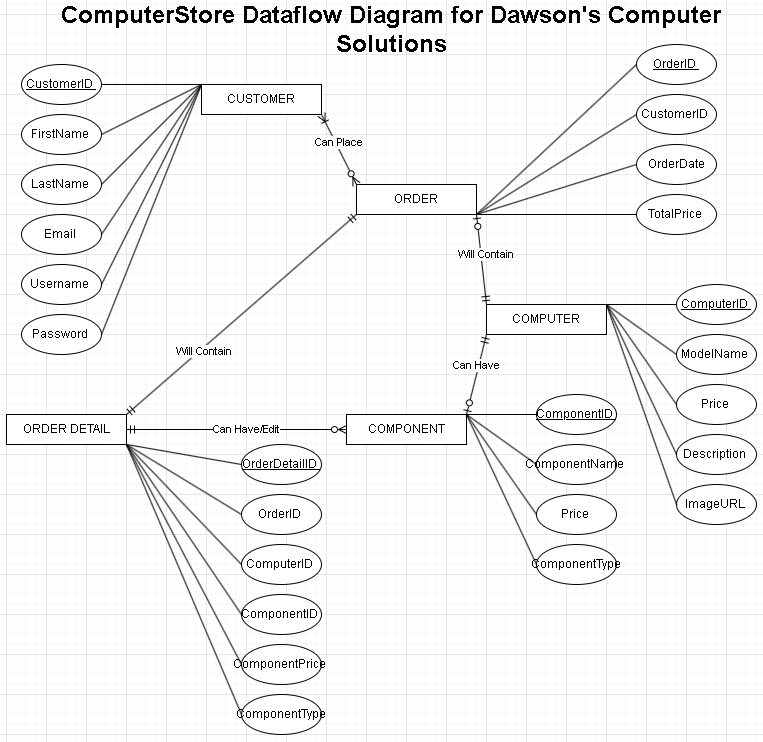 ComputerStore Dataflow Diagram for Dawson's Computer
Solutions
CustomerID
FirstName
LastName
Email
Username
Password
CUSTOMER
Can Place
ORDER
OrderID
CustomerID
OrderDate
TotalPrice
Will Contain
COMPUTER
ComputerID
ModelName
Price
Description
ImageURL
Can Have
Will Contain
ORDER DETAIL
Can Have/Edit
COMPONENT
ComponentID
ComponentName
Price
ComponentType
OrderDetailID
OrderID
ComputerID
ComponentID
ComponentPrice
ComponentType